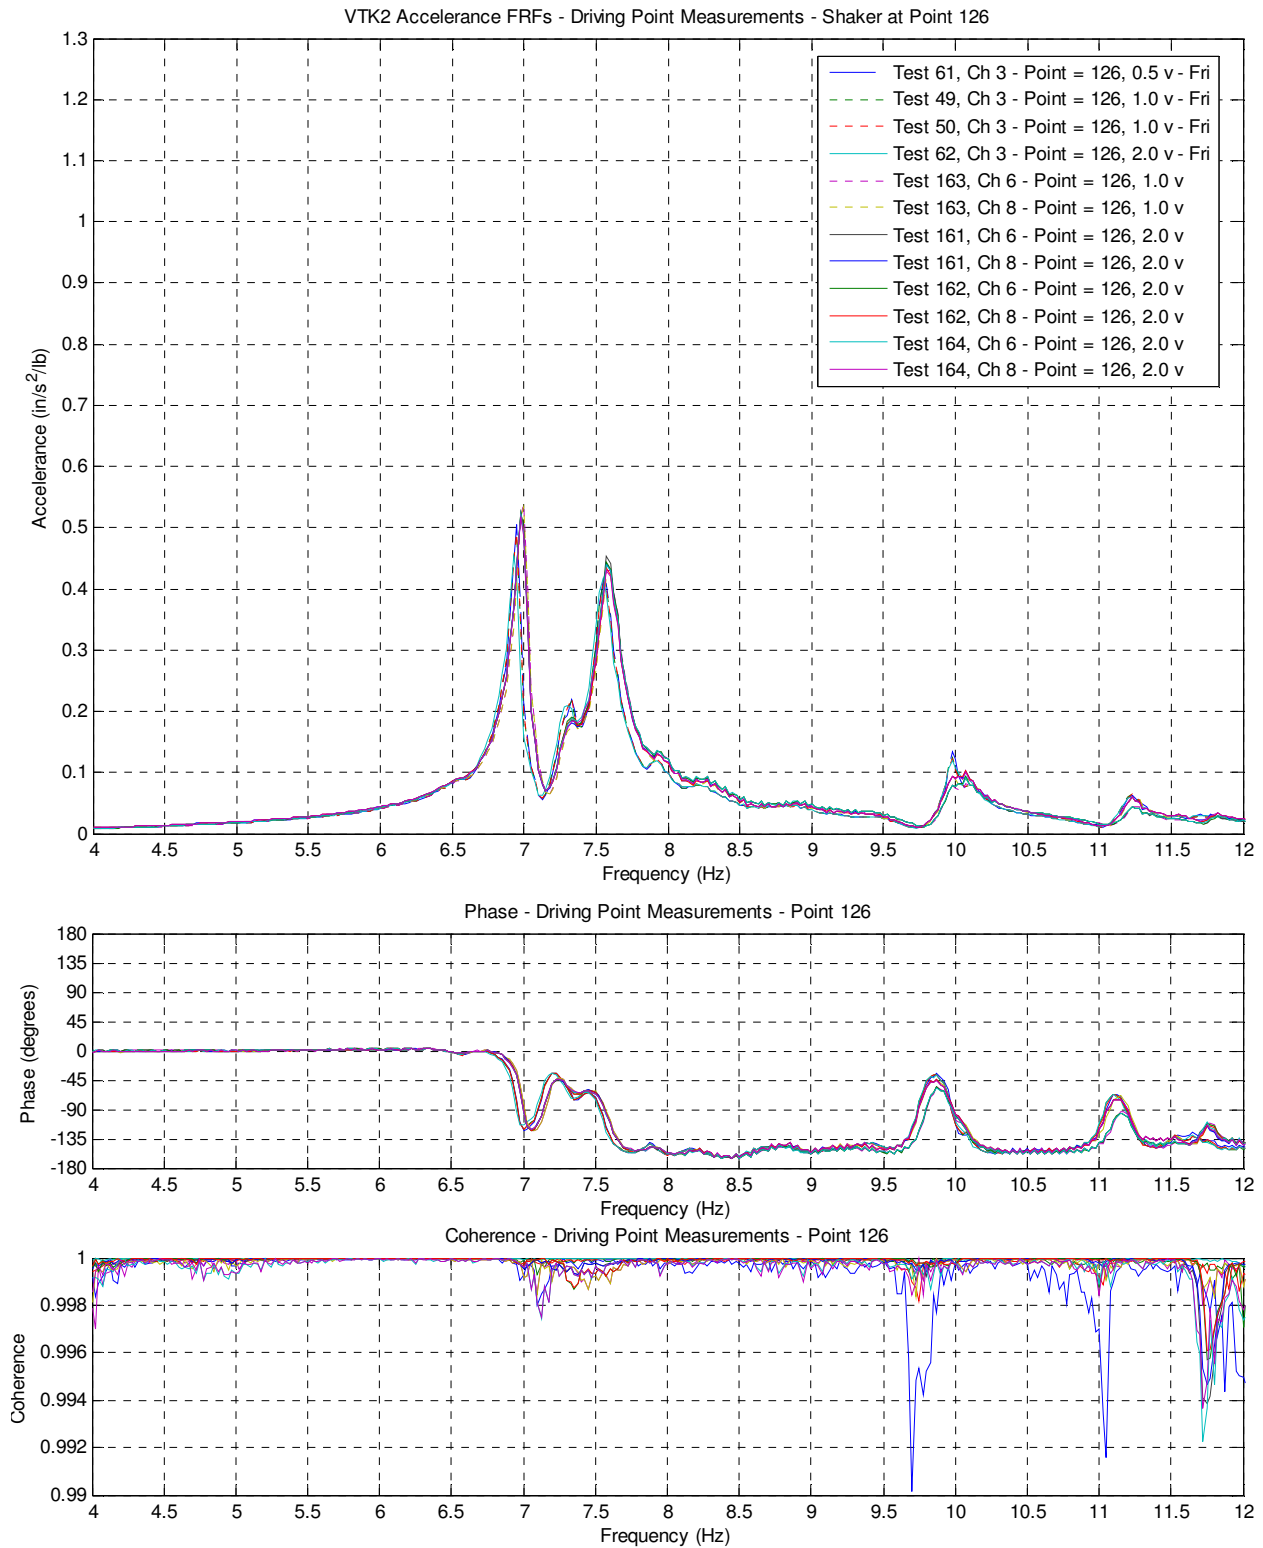 VTK2 Accelerance FRFs - Driving Point Measurements - Shaker at Point 126
1.3
1.2
1.1
1
0.9
0.8
0.7
0.6
0.5
0.4
0.3
0.2
0.1
0
Accelerance (in/s²/lb)
Test 61, Ch 3 - Point = 126, 0.5 v - Fri
Test 49, Ch 3 - Point = 126, 1.0 v - Fri
Test 50, Ch 3 - Point = 126, 1.0 v - Fri
Test 62, Ch 3 - Point = 126, 2.0 v - Fri
Test 163, Ch 6 - Point = 126, 1.0 v
Test 163, Ch 8 - Point = 126, 1.0 v
Test 161, Ch 6 - Point = 126, 2.0 v
Test 161, Ch 8 - Point = 126, 2.0 v
Test 162, Ch 6 - Point = 126, 2.0 v
Test 162, Ch 8 - Point = 126, 2.0 v
Test 164, Ch 6 - Point = 126, 2.0 v
Test 164, Ch 8 - Point = 126, 2.0 v
4 4.5 5 5.5 6 6.5 7 7.5 8 8.5 9 9.5 10 10.5 11 11.5 12
Frequency (Hz)
Phase - Driving Point Measurements - Point 126
180
135
90
45
0
-45
-90
-135
-180
Phase (degrees)
4 4.5 5 5.5 6 6.5 7 7.5 8 8.5 9 9.5 10 10.5 11 11.5 12
Frequency (Hz)
Coherence - Driving Point Measurements - Point 126
1
0.998
0.996
0.994
0.992
0.99
Coherence
4 4.5 5 5.5 6 6.5 7 7.5 8 8.5 9 9.5 10 10.5 11 11.5 12
Frequency (Hz)